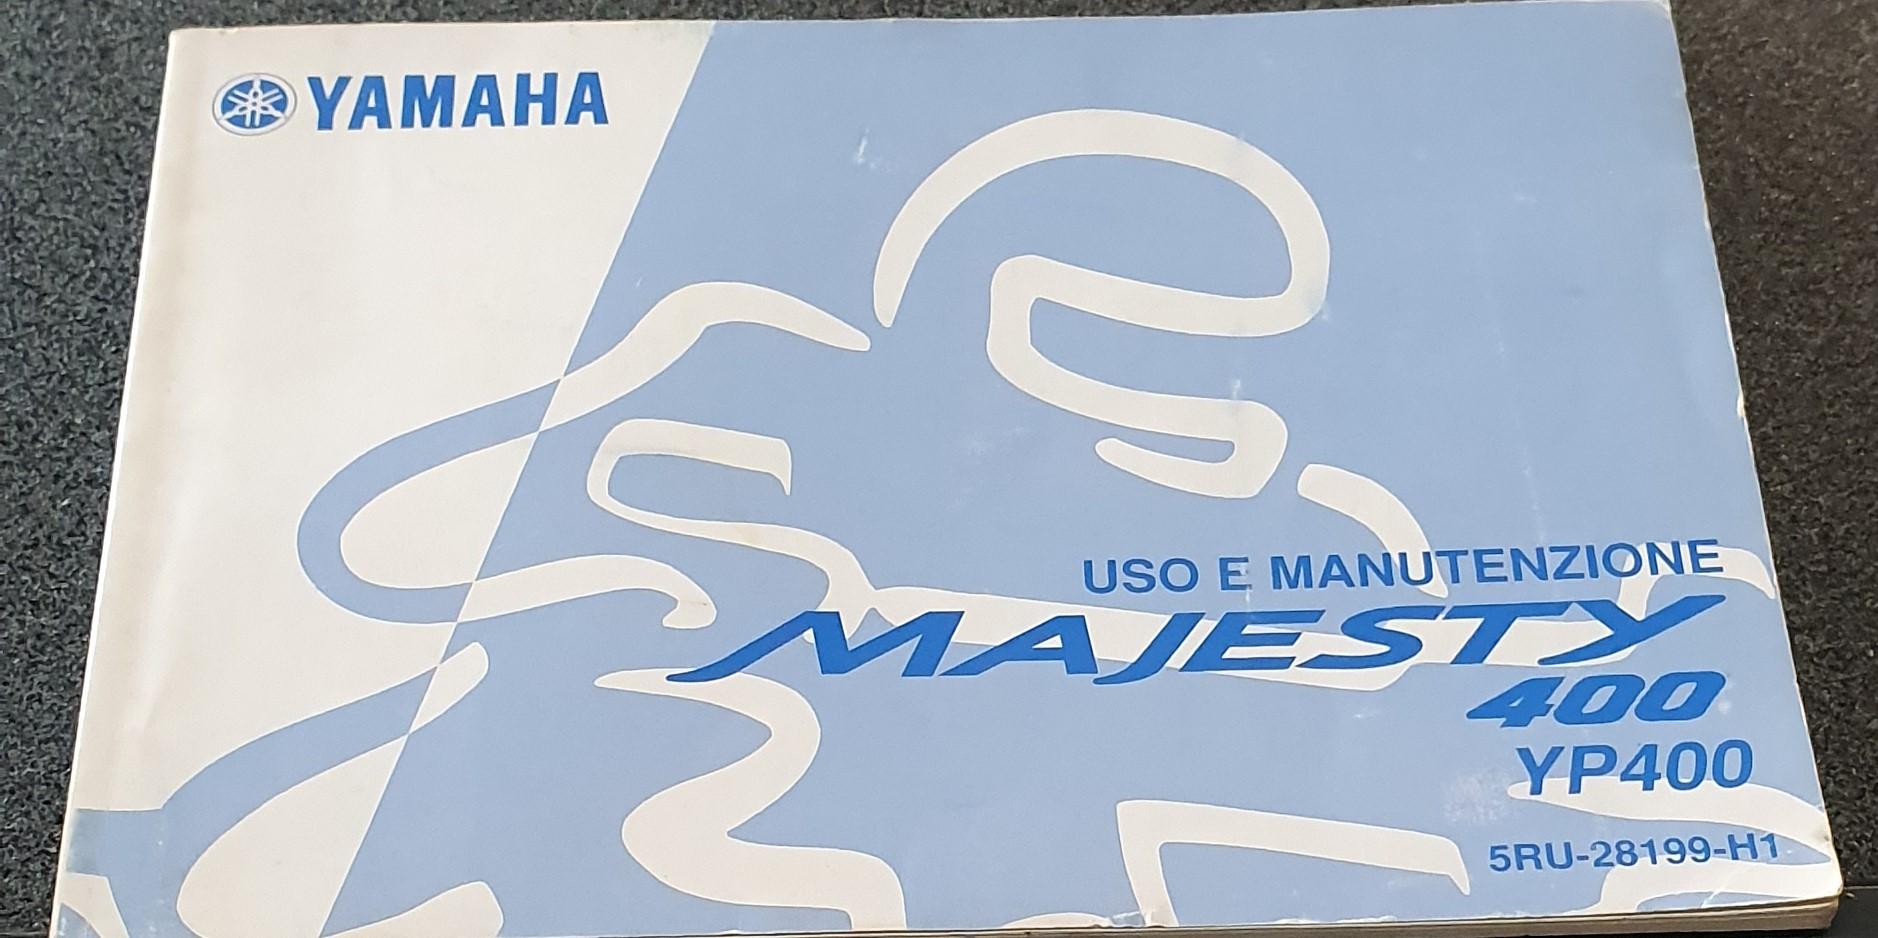 YAMAHA
USO E MANUTENZIONE
MAJESTY
400
YP400
5RU-28199-H1